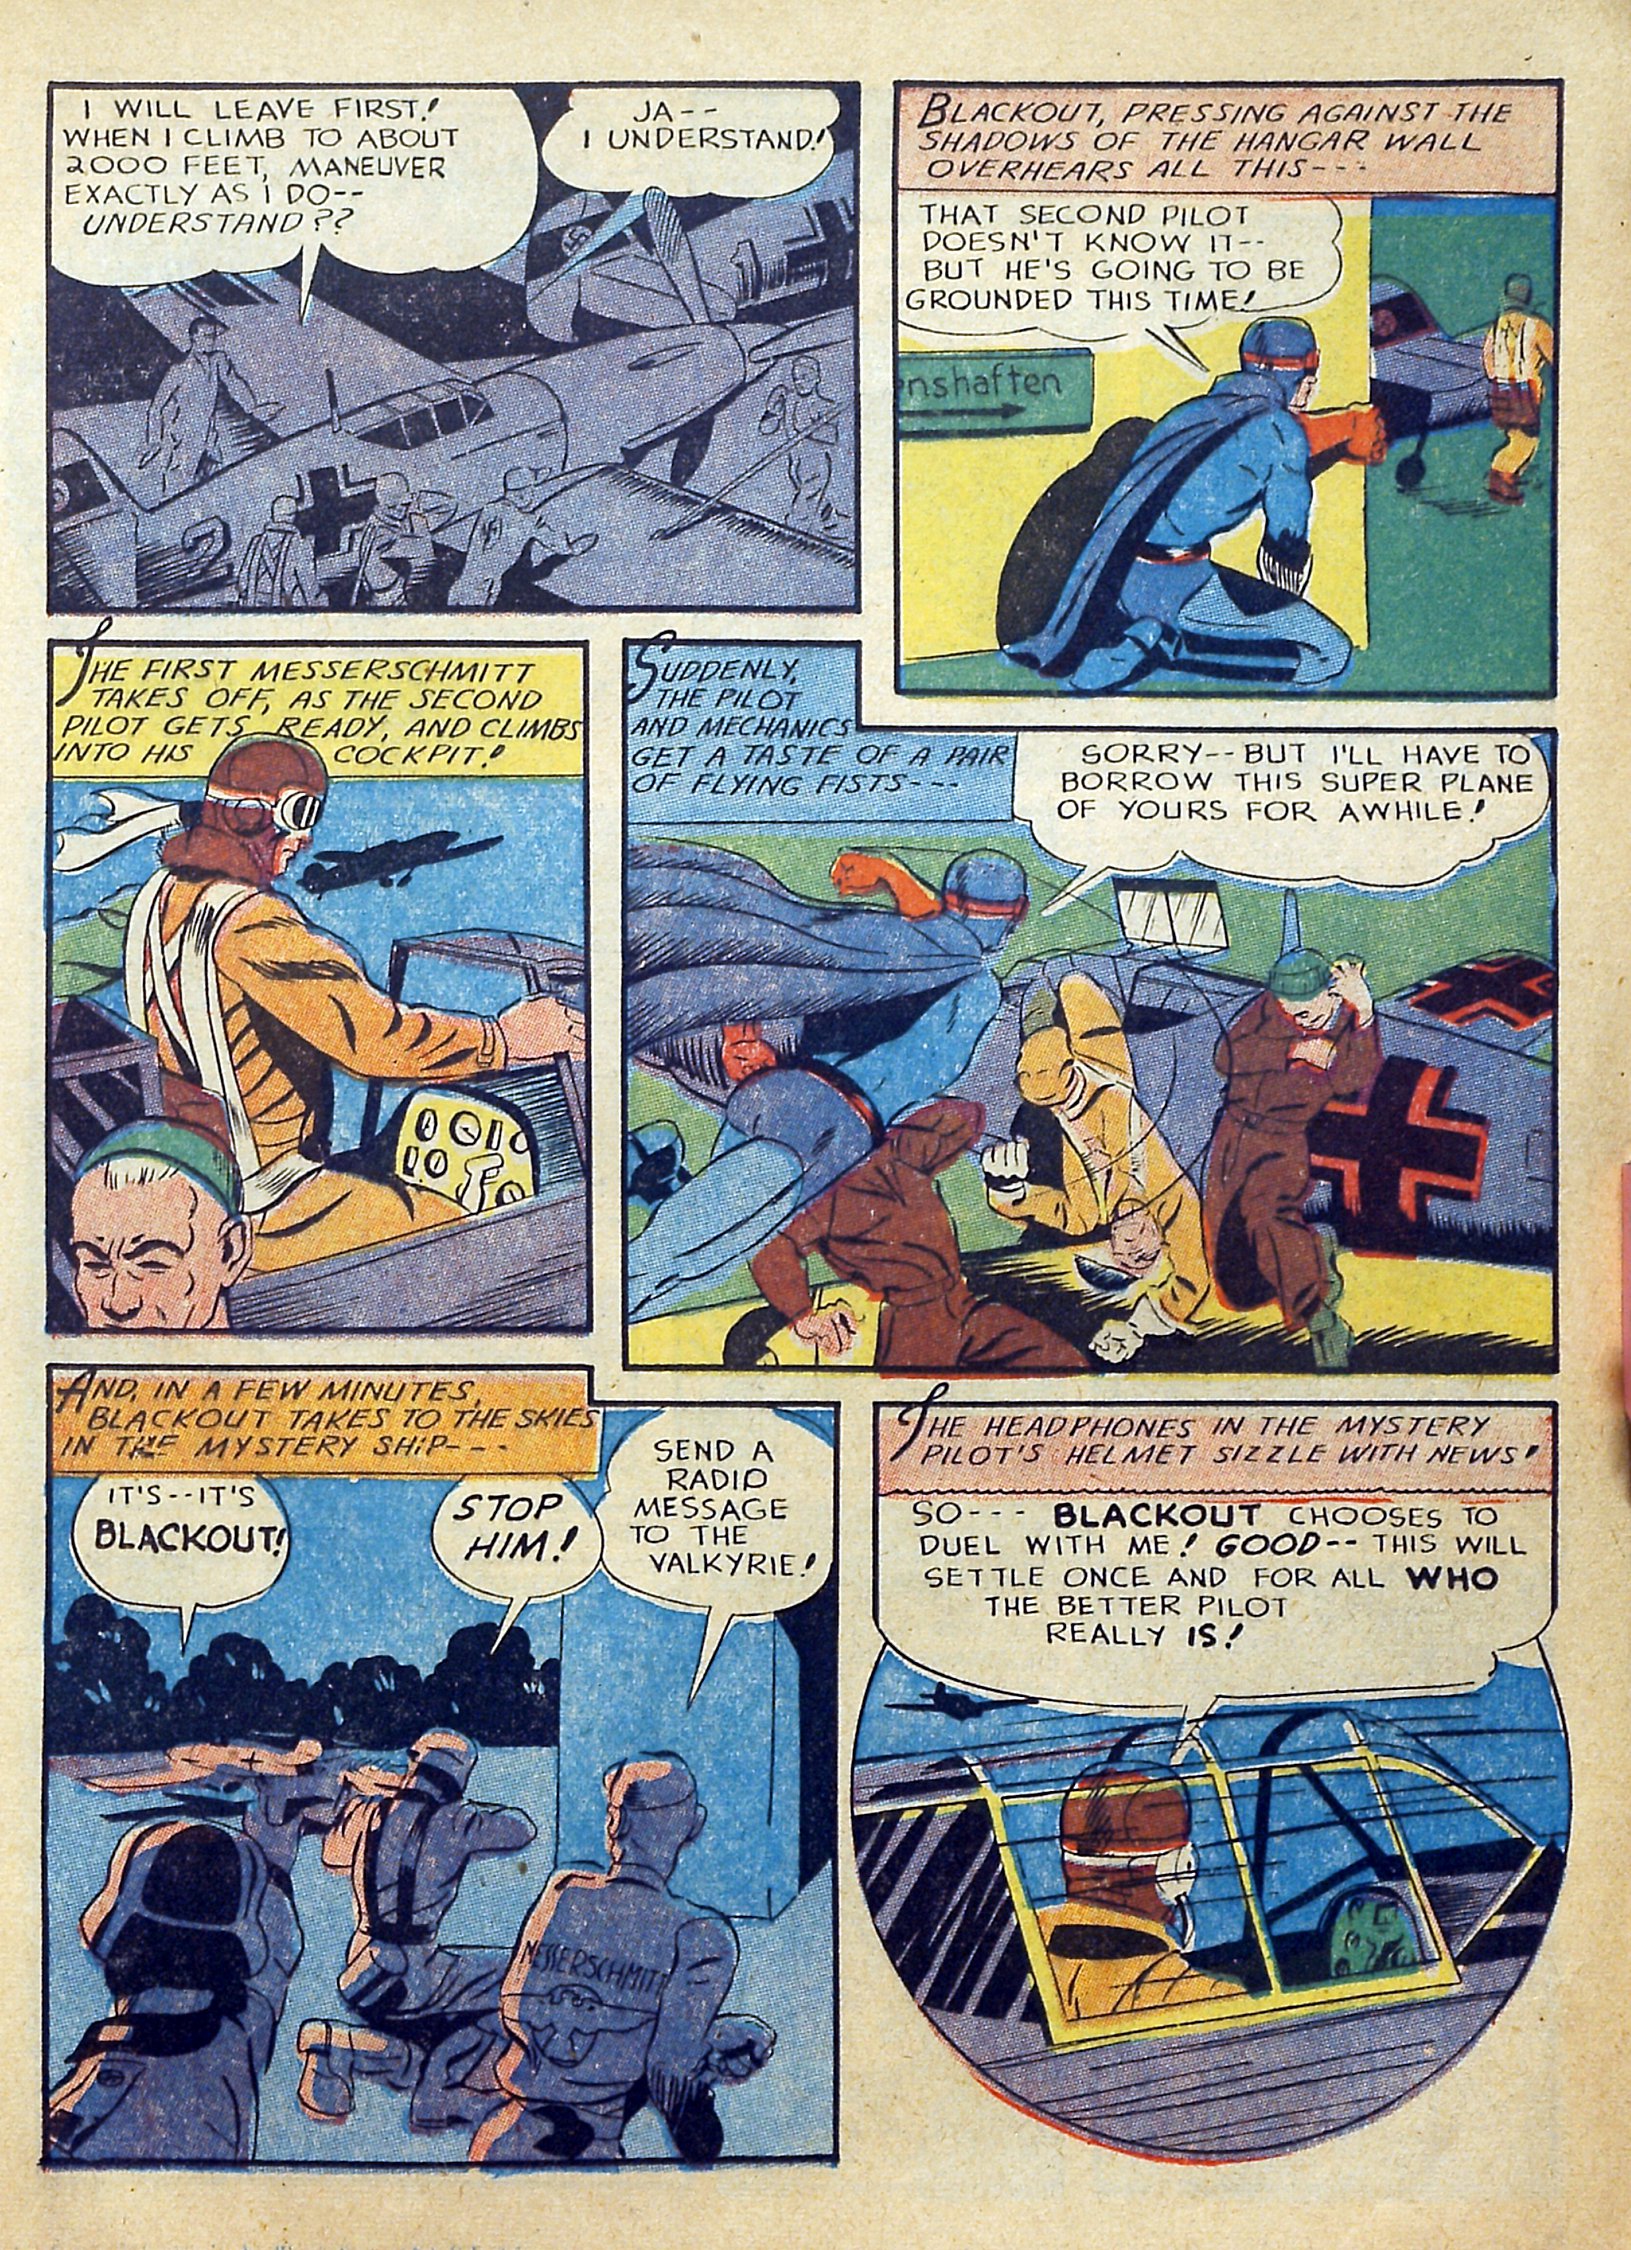 I WILL LEAVE FIRST!
WHEN I CLIMB TO ABOUT
2000 FEET, MANEUVER
EXACTLY AS I DO--
UNDERSTAND??
JA--
I UNDERSTAND!
BLACKOUT, PRESSING AGAINST THE
SHADOWS OF THE HANGAR WALL
OVERHEARS ALL THIS---
THAT SECOND PILOT
DOESN'T KNOW IT--
BUT HE'S GOING TO BE
GROUNDED THIS TIME!
enshaften
THE FIRST MESSERSCHMITT
TAKES OFF, AS THE SECOND
PILOT GETS READY, AND CLIMBS
INTO HIS COCKPIT!
SUDDENLY,
THE PILOT
AND MECHANICS
GET A TASTE OF A PAIR
OF FLYING FISTS----
SORRY--BUT I'LL HAVE TO
BORROW THIS SUPER PLANE
OF YOURS FOR AWHILE!
AND, IN A FEW MINUTES,
BLACKOUT TAKES TO THE SKIES
IN THE MYSTERY SHIP----
IT'S--IT'S
BLACKOUT!
STOP
HIM!
SEND A
RADIO
MESSAGE
TO THE
VALKYRIE!
MESSERSCHMITT
THE HEADPHONES IN THE MYSTERY
PILOT'S HELMET SIZZLE WITH NEWS!
SO--- BLACKOUT CHOOSES TO
DUEL WITH ME! GOOD-- THIS WILL
SETTLE ONCE AND FOR ALL WHO
THE BETTER PILOT
REALLY IS!